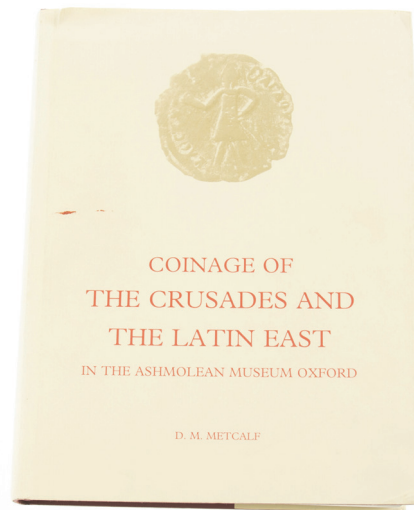 COINAGE OF
THE CRUSADES AND
THE LATIN EAST
IN THE ASHMOLEAN MUSEUM OXFORD
D. M. METCALF